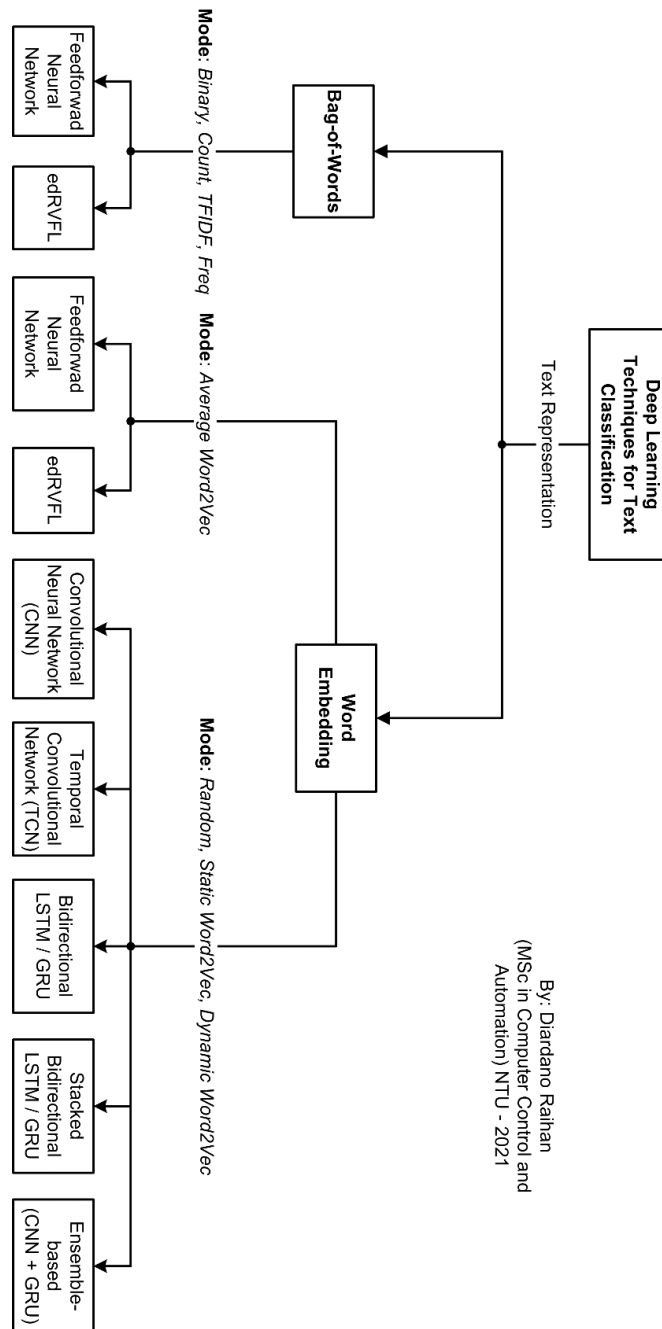 Deep Learning
Techniques for Text
Classification
Text Representation
By: Diardano Raihan
(MSc in Computer Control and
Automation) NTU - 2021
Bag-of-Words
Word
Embedding
Mode: Binary, Count, TFIDF, Freq
Mode: Average Word2Vec
Mode: Random, Static Word2Vec, Dynamic Word2Vec
Feedforwad
Neural
Network
edRVFL
Feedforwad
Neural
Network
edRVFL
Convolutional
Neural Network
(CNN)
Temporal
Convolutional
Network (TCN)
Bidirectional
LSTM / GRU
Stacked
Bidirectional
LSTM / GRU
Ensemble-
based
(CNN + GRU)